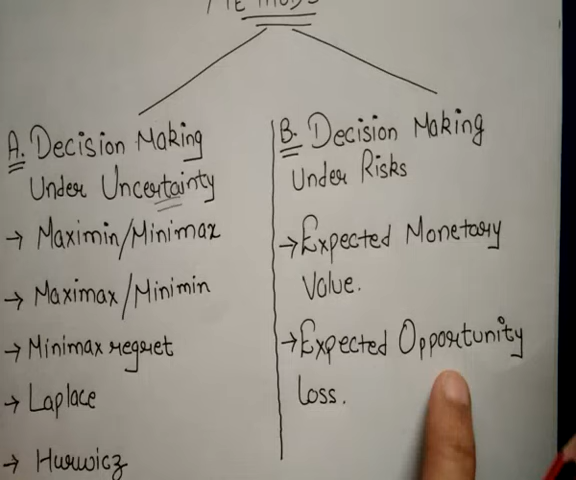 METHODS
A. Decision Making
Under Uncertainty
→ Maximin/Minimax
→ Maximax/Minimin
→ Minimax regret
→ Laplace
→ Hurwicz
B. Decision Making
Under Risks
→ Expected Monetary
Value.
→ Expected Opportunity
loss.